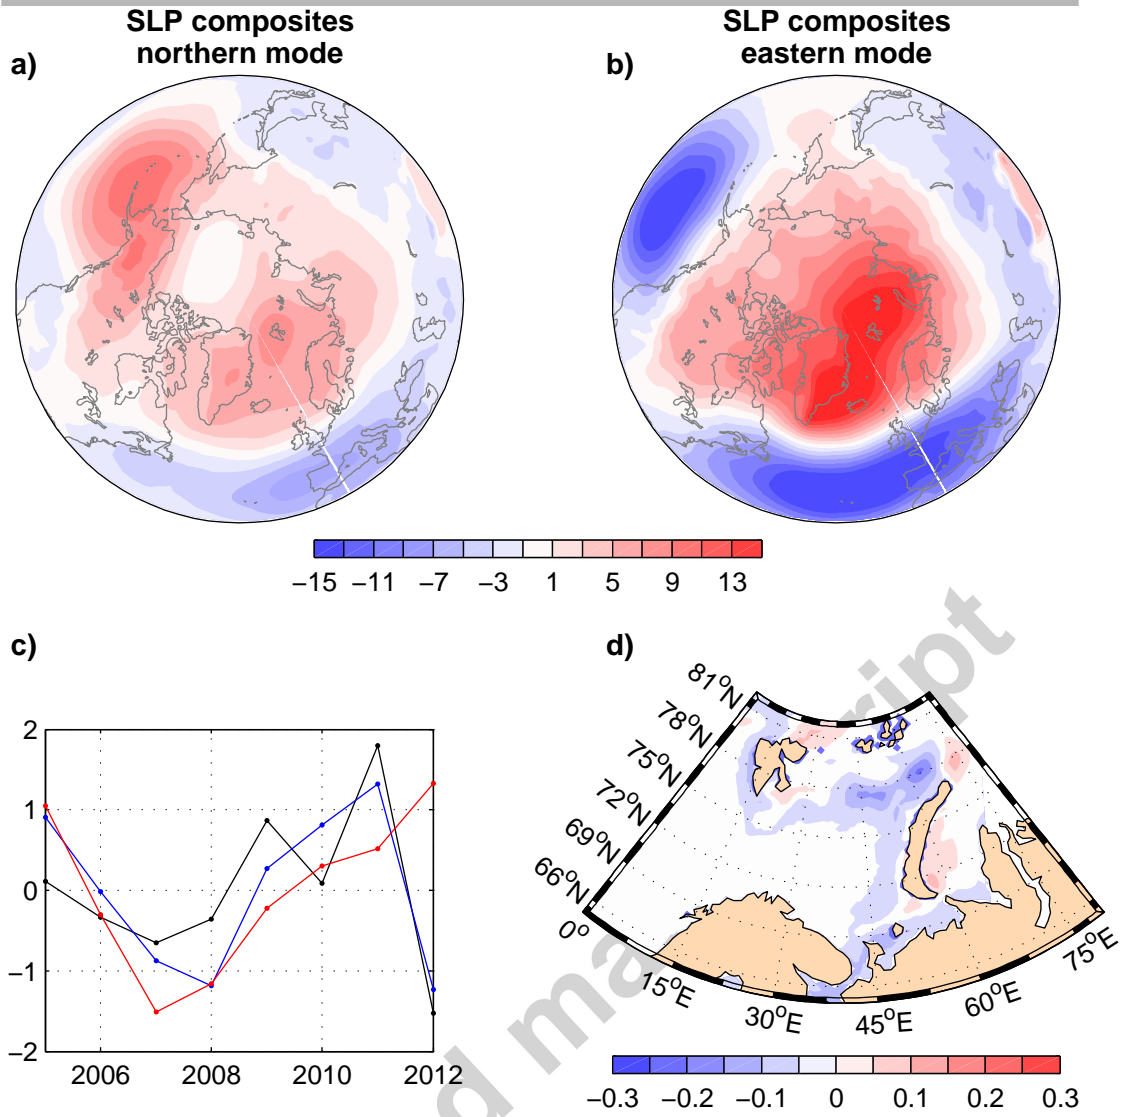 SLP composites
northern mode
SLP composites
eastern mode
a)
b)
−15 −11 −7 −3 1 5 9 13
c)
d)
2
1
0
−1
−2
2006 2008 2010 2012
81°N
78°N
75°N
72°N
69°N
66°N
0°
15°E
30°E
45°E
60°E
75°E
−0.3 −0.2 −0.1 0 0.1 0.2 0.3